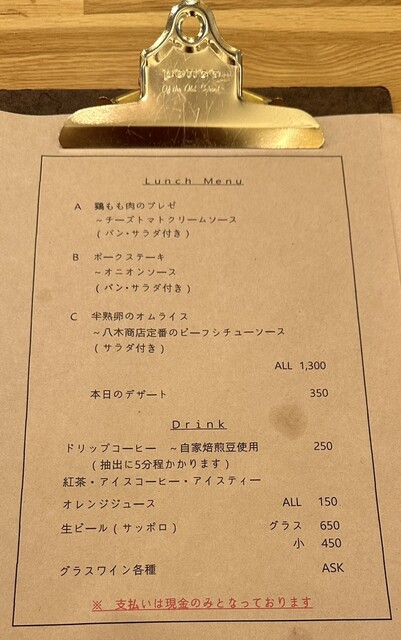 Of the Old School
Lunch Menu
A 鶏もも肉のブレゼ
～チーズトマトクリームソース
(パン・サラダ付き)
B ポークステーキ
～オニオンソース
(パン・サラダ付き)
C 半熟卵のオムライス
～八木商店定番のビーフシチューソース
(サラダ付き)
ALL 1,300
本日のデザート 350
Drink
ドリップコーヒー ～自家焙煎豆使用 250
(抽出に5分程かかります)
紅茶・アイスコーヒー・アイスティー
オレンジジュース ALL 150
生ビール(サッポロ) グラス 650
小 450
グラスワイン各種 ASK
※ 支払いは現金のみとなっております